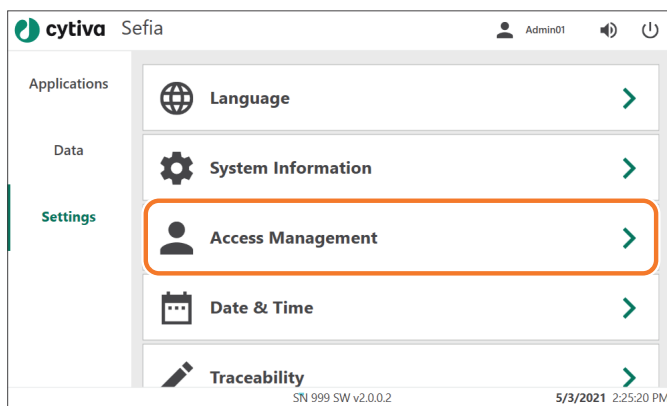 cytiva Sefia
Admin01
Applications
Data
Settings
Language
System Information
Access Management
Date & Time
Traceability
SN 999 SW v2.0.0.2
5/3/2021 2:25:20 PM